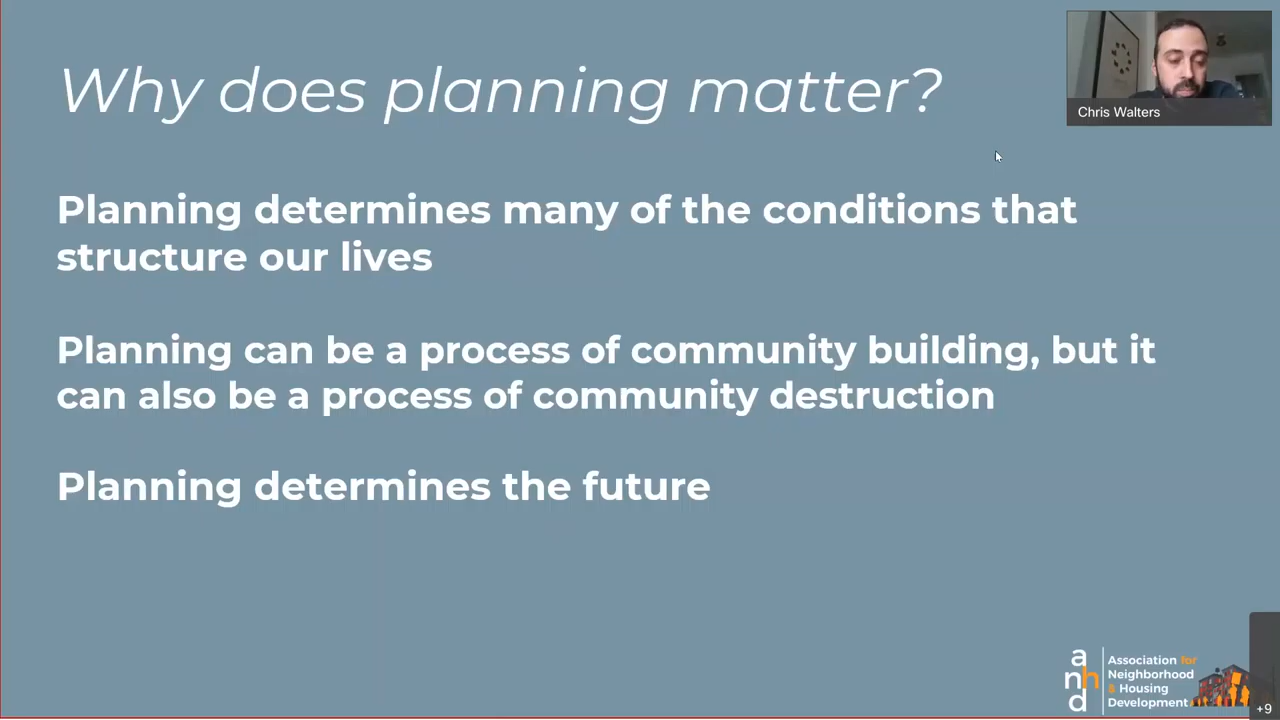 Why does planning matter?
Chris Walters
Planning determines many of the conditions that
structure our lives
Planning can be a process of community building, but it
can also be a process of community destruction
Planning determines the future
a
nh
d
Association for
Neighborhood
& Housing
Development
+9